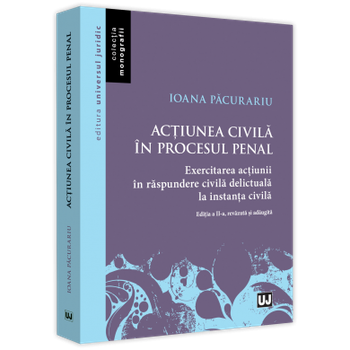 editura universul juridic
colecția
monografii
IOANA PĂCURARIU
ACȚIUNEA CIVILĂ
ÎN PROCESUL PENAL
Exercitarea acțiunii
în răspundere civilă delictuală
la instanța civilă
Ediția a II-a, revăzută și adăugită
UJ
IOANA PĂCURARIU
ACȚIUNEA CIVILĂ ÎN PROCESUL PENAL
UJ